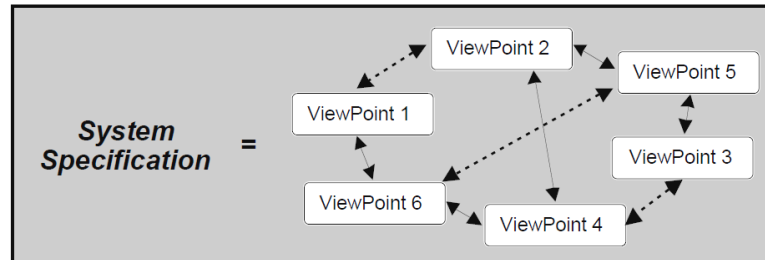 System
Specification
=
ViewPoint 1
ViewPoint 2
ViewPoint 5
ViewPoint 3
ViewPoint 6
ViewPoint 4